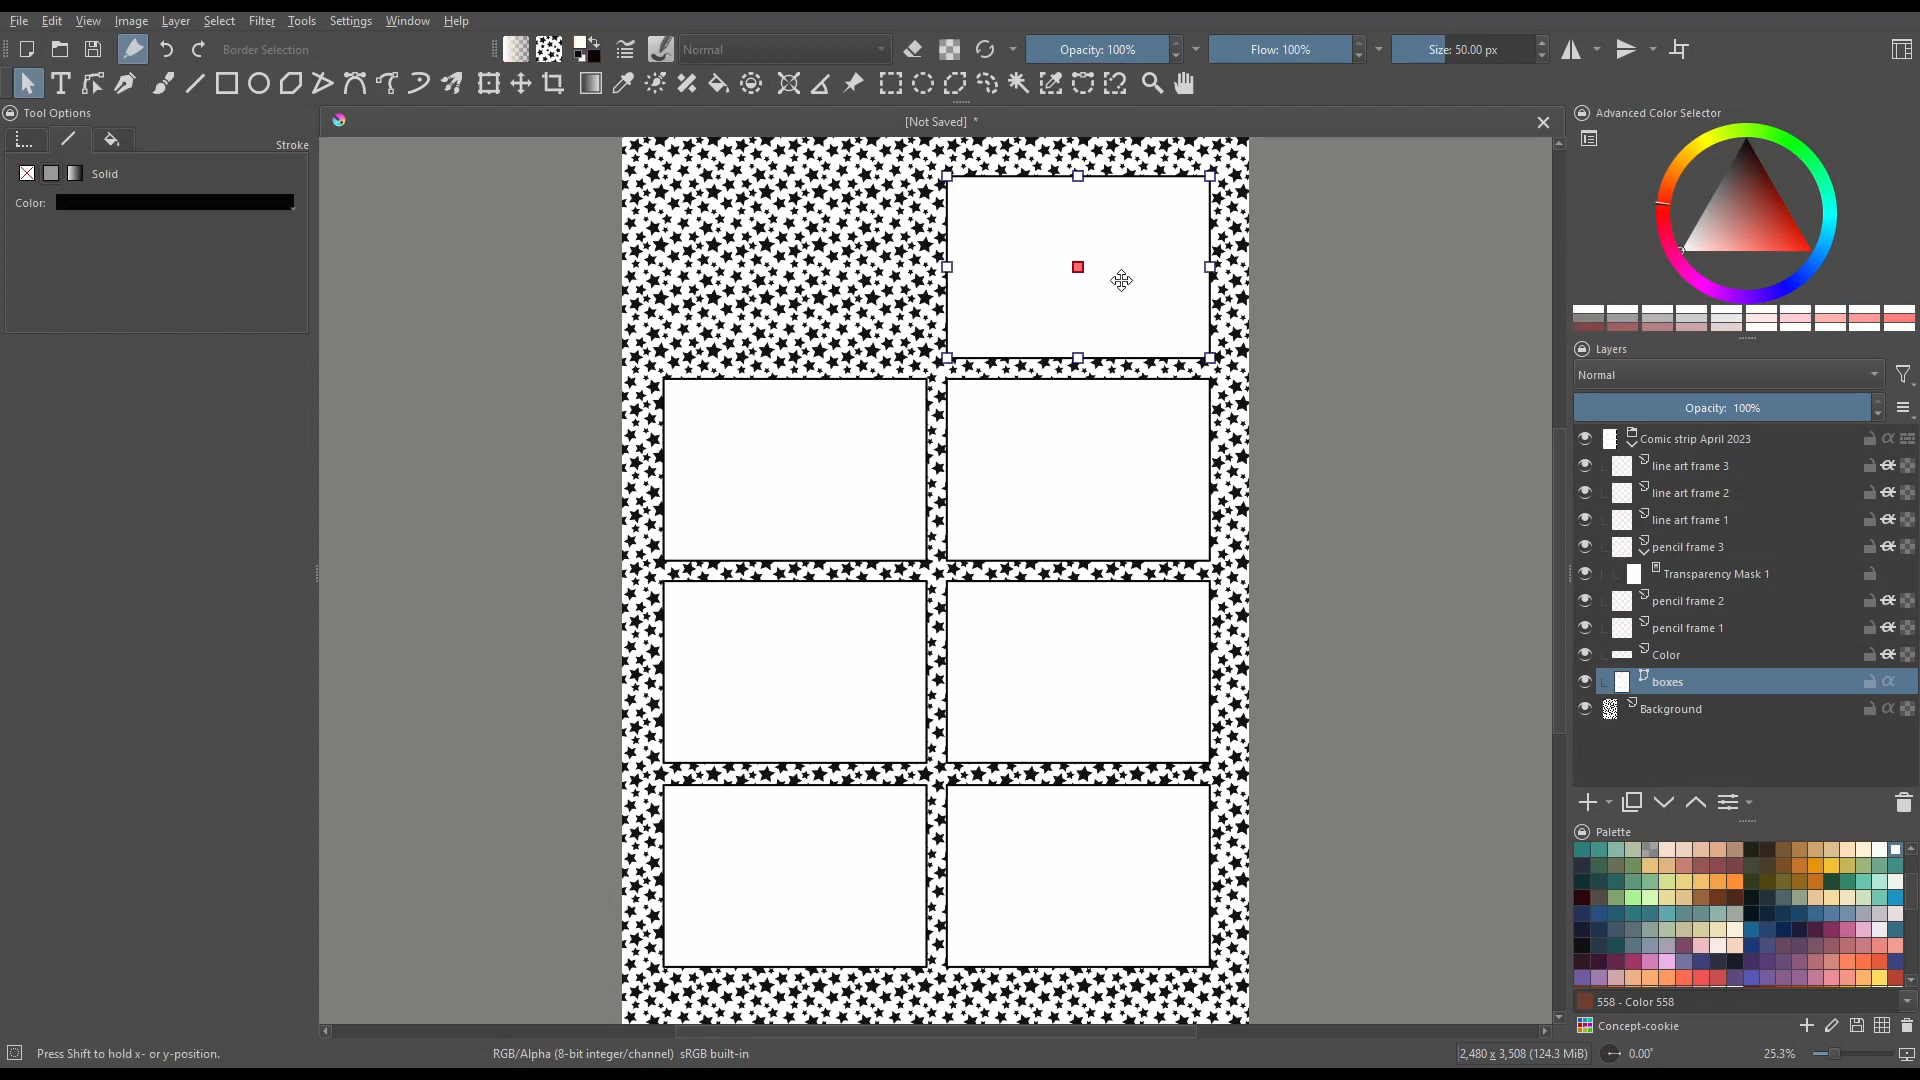 File Edit View Image Layer Select Filter Tools Settings Window Help
Border Selection Normal Opacity: 100% Flow: 100% Size: 50.00 px
Tool Options
[Not Saved] *
Stroke
Solid
Color:
Advanced Color Selector
Layers
Normal
Opacity: 100%
Comic strip April 2023
line art frame 3
line art frame 2
line art frame 1
pencil frame 3
Transparency Mask 1
pencil frame 2
pencil frame 1
Color
boxes
Background
Palette
558 - Color 558
Concept-cookie
Press Shift to hold x- or y-position.
RGB/Alpha (8-bit integer/channel) sRGB built-in
2,480 x 3,508 (124.3 MiB)
0.00°
25.3%